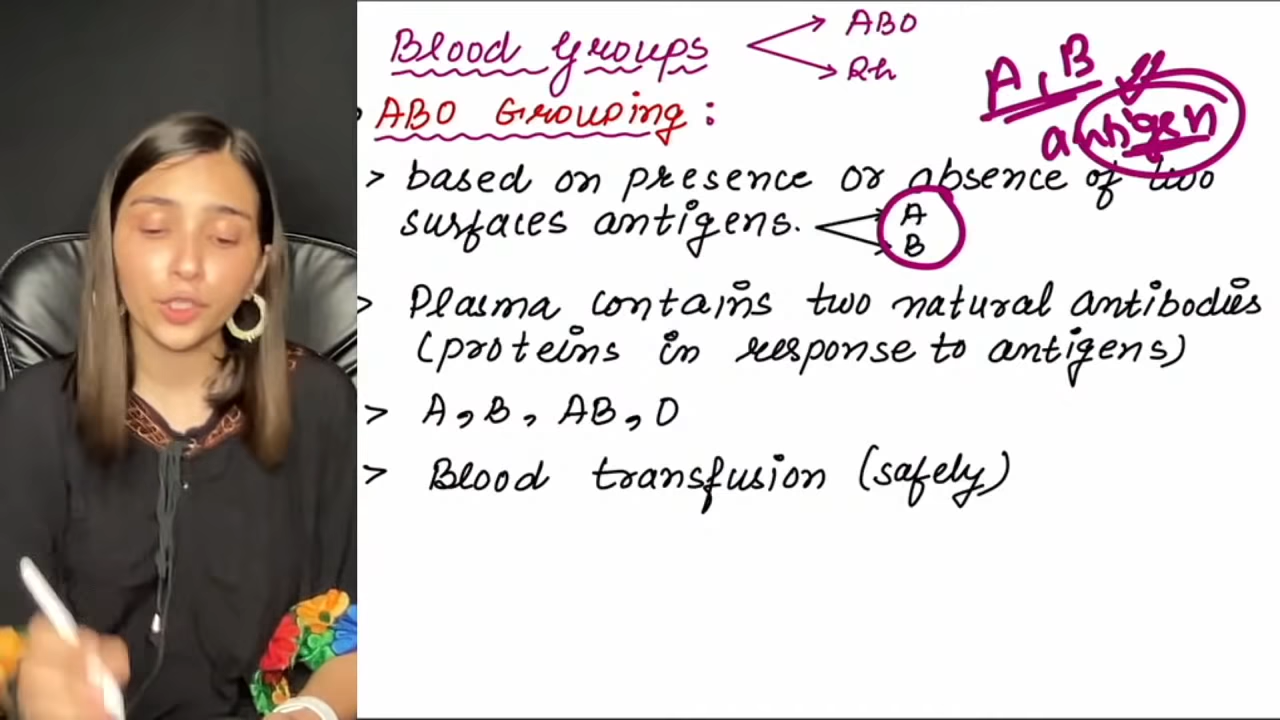 Blood Groups
ABO
Rh
A, B
antigen
ABO Grouping :
> based on presence or absence of two
surfaces antigens.
A
B
> Plasma contains two natural antibodies
(proteins in response to antigens)
> A, B, AB, O
> Blood transfusion (safely)